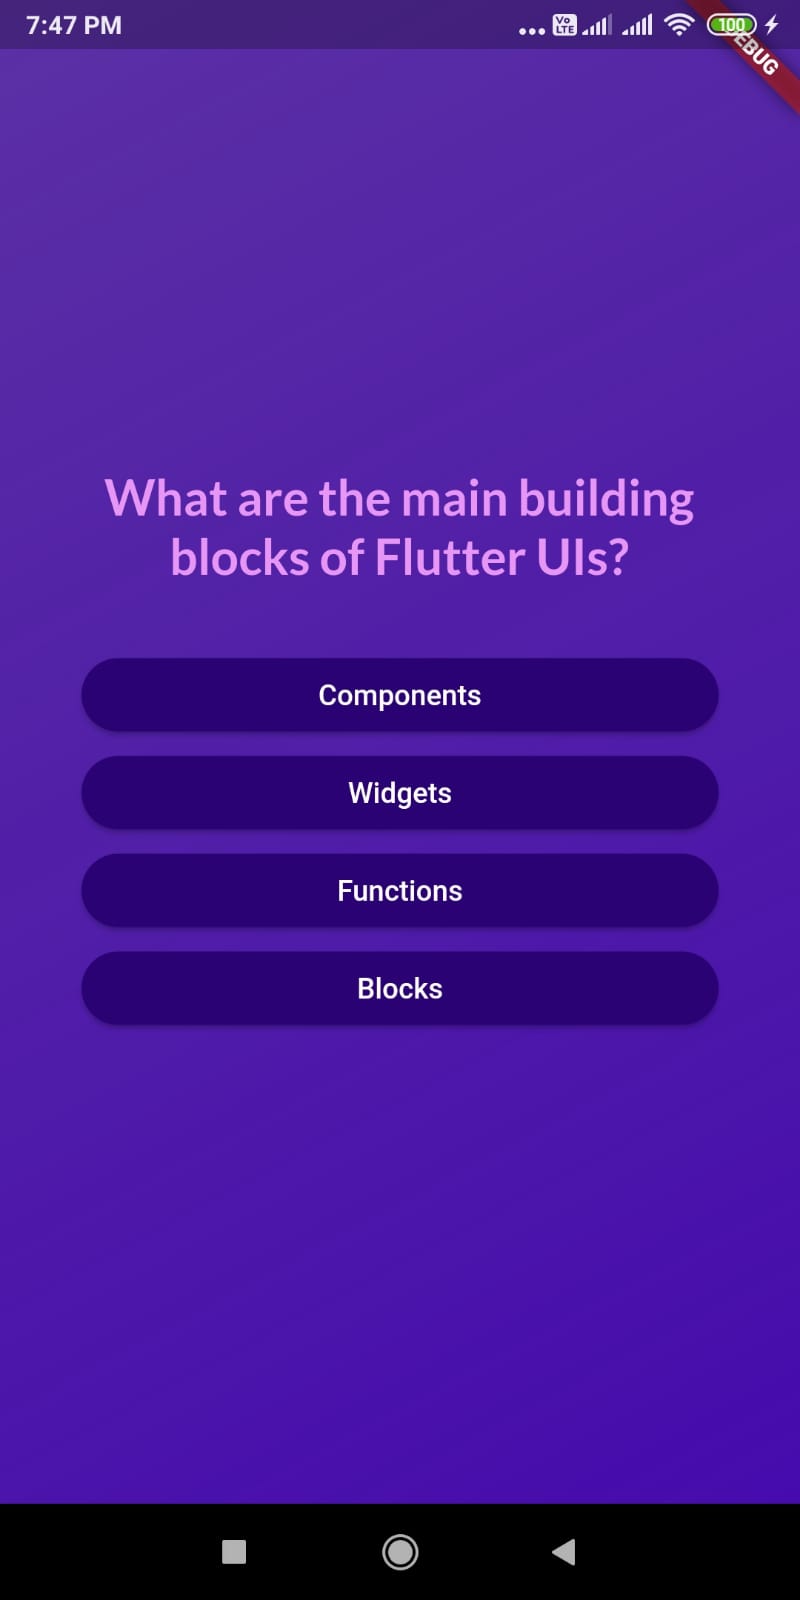 7:47 PM
Vo
LTE
100
DEBUG
What are the main building
blocks of Flutter UIs?
Components
Widgets
Functions
Blocks